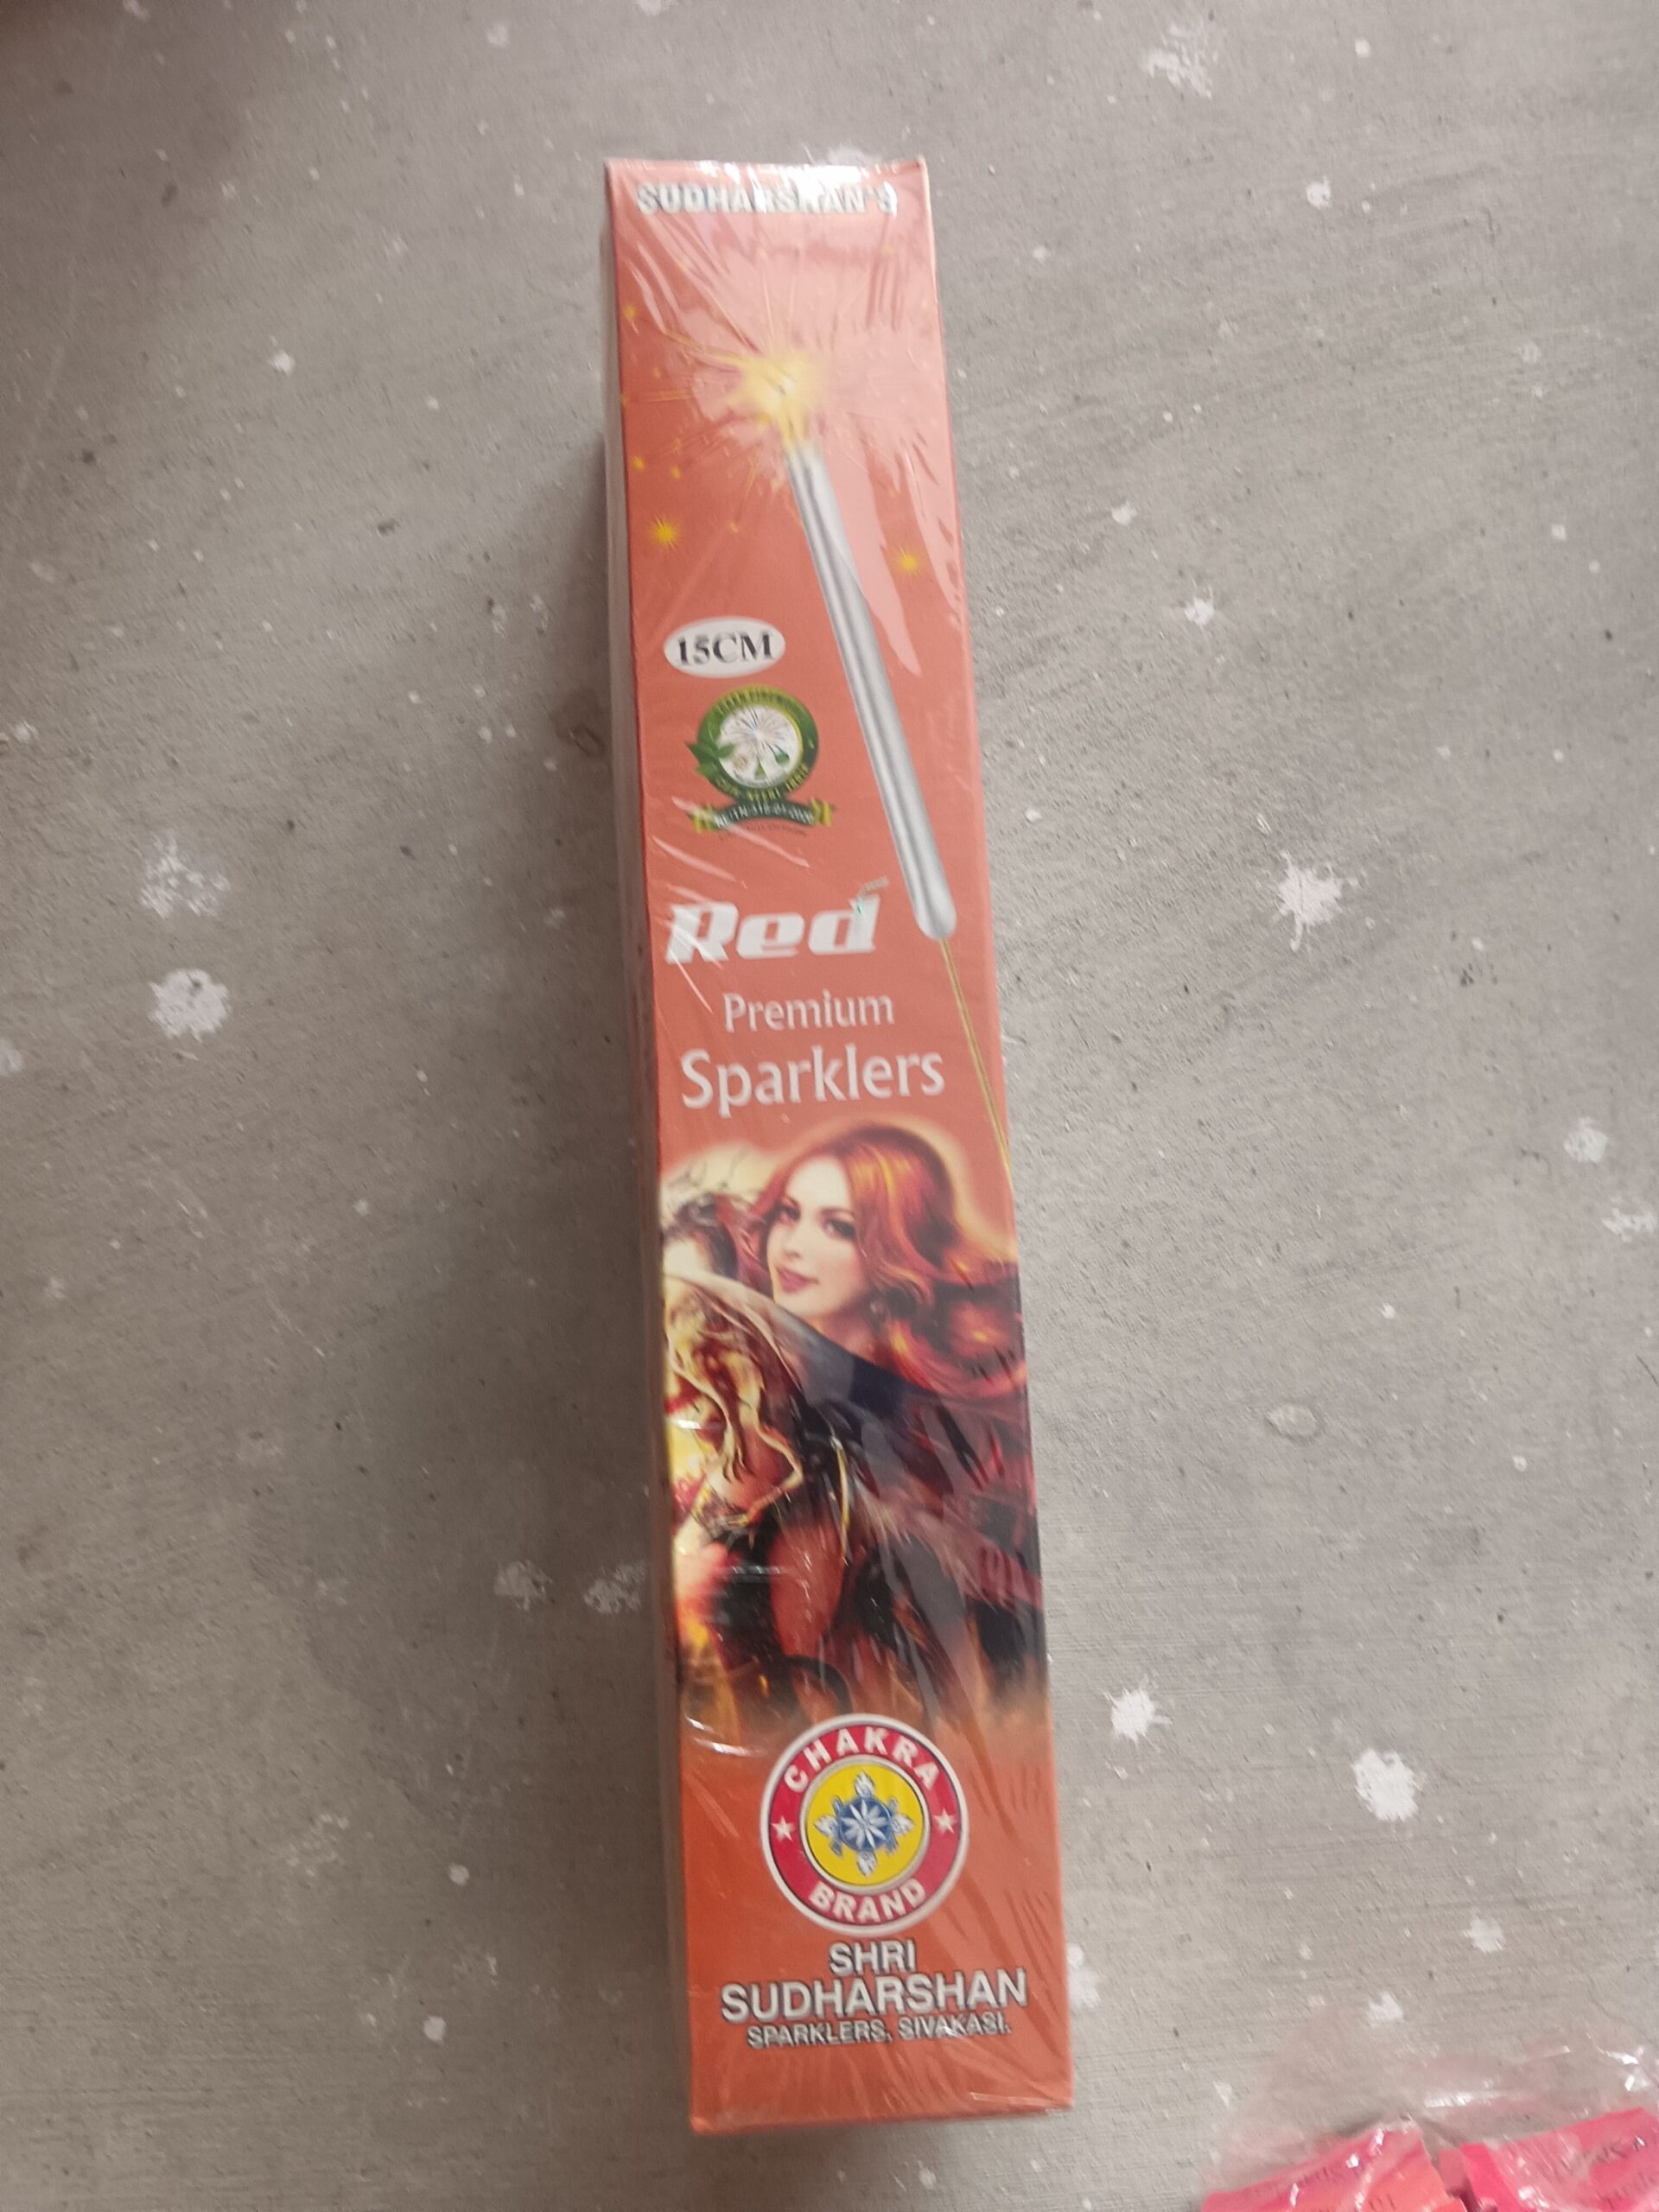 SUDHARSHAN'S
15CM
Red
Premium
Sparklers
CHAKRA
BRAND
SHRI
SUDHARSHAN
SPARKLERS, SIVAKASI.